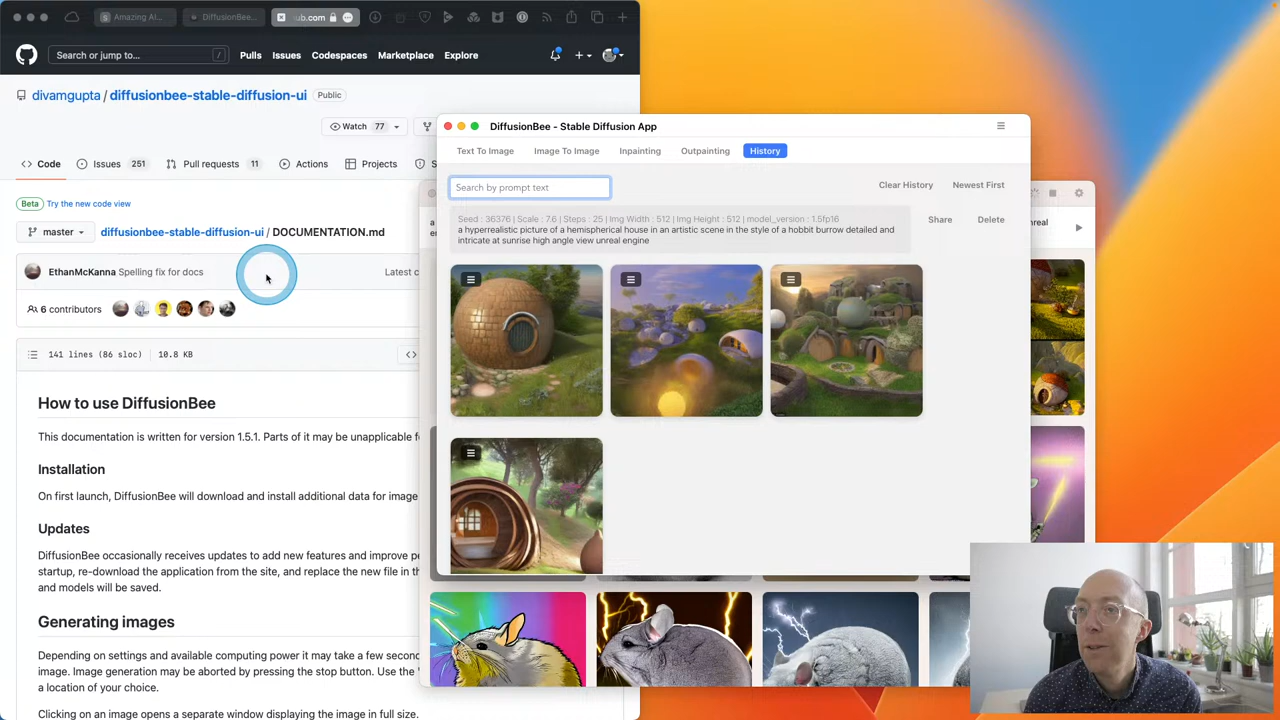 Amazing AI...
DiffusionBee...
ub.com
Search or jump to...
/
Pulls
Issues
Codespaces
Marketplace
Explore
divamgupta / diffusionbee-stable-diffusion-ui
Public
Watch 77
Code
Issues 251
Pull requests 11
Actions
Projects
S
Beta Try the new code view
master
diffusionbee-stable-diffusion-ui / DOCUMENTATION.md
EthanMcKanna Spelling fix for docs
Latest c
6 contributors
141 lines (86 sloc) 10.8 KB
How to use DiffusionBee
This documentation is written for version 1.5.1. Parts of it may be unapplicable f
Installation
On first launch, DiffusionBee will download and install additional data for image
Updates
DiffusionBee occasionally receives updates to add new features and improve pe
startup, re-download the application from the site, and replace the new file in th
and models will be saved.
Generating images
Depending on settings and available computing power it may take a few second
image. Image generation may be aborted by pressing the stop button. Use the '
a location of your choice.
Clicking on an image opens a separate window displaying the image in full size.
DiffusionBee - Stable Diffusion App
Text To Image
Image To Image
Inpainting
Outpainting
History
Search by prompt text
Clear History
Newest First
Seed : 36376 | Scale : 7.6 | Steps : 25 | Img Width : 512 | Img Height : 512 | model_version : 1.5fp16
a hyperrealistic picture of a hemispherical house in an artistic scene in the style of a hobbit burrow detailed and
intricate at sunrise high angle view unreal engine
Share
Delete
a
er
nreal